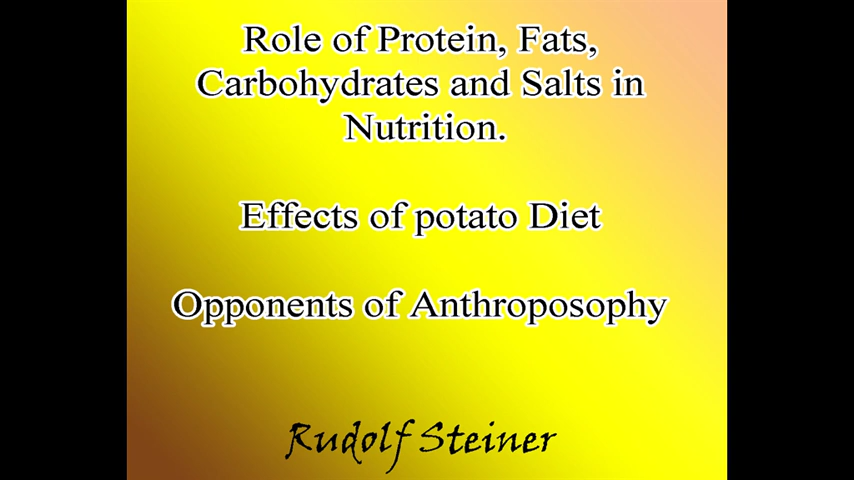 Role of Protein, Fats,
Carbohydrates and Salts in
Nutrition.
Effects of potato Diet
Opponents of Anthroposophy
Rudolf Steiner